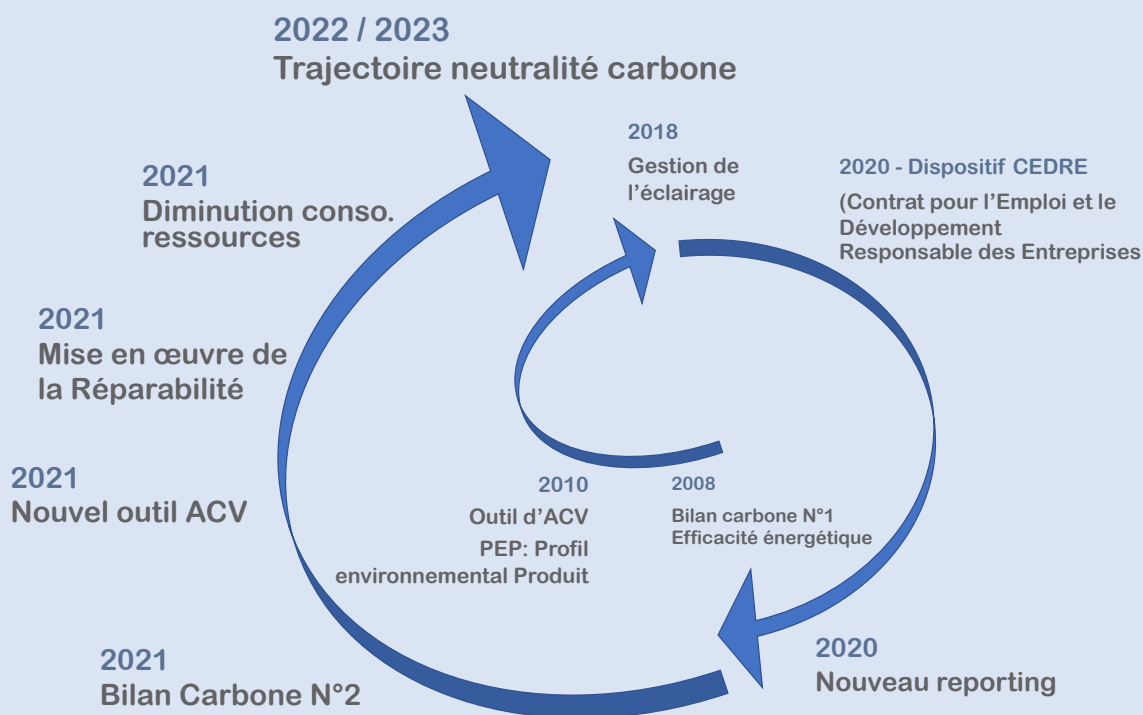 2022 / 2023
Trajectoire neutralité carbone
2018
Gestion de
l'éclairage
2020 - Dispositif CEDRE
(Contrat pour l'Emploi et le
Développement
Responsable des Entreprises
2021
Diminution conso.
ressources
2021
Mise en œuvre de
la Réparabilité
2021
Nouvel outil ACV
2010
Outil d'ACV
PEP: Profil
environnemental Produit
2008
Bilan carbone N°1
Efficacité énergétique
2021
Bilan Carbone N°2
2020
Nouveau reporting